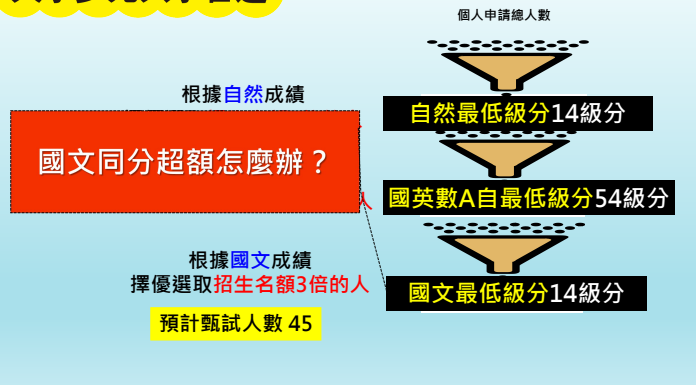 個人申請總人數
根據自然成績
自然最低級分14級分
國文同分超額怎麼辦？
人
國英數A自最低級分54級分
根據國文成績
擇優選取招生名額3倍的人
國文最低級分14級分
預計甄試人數 45